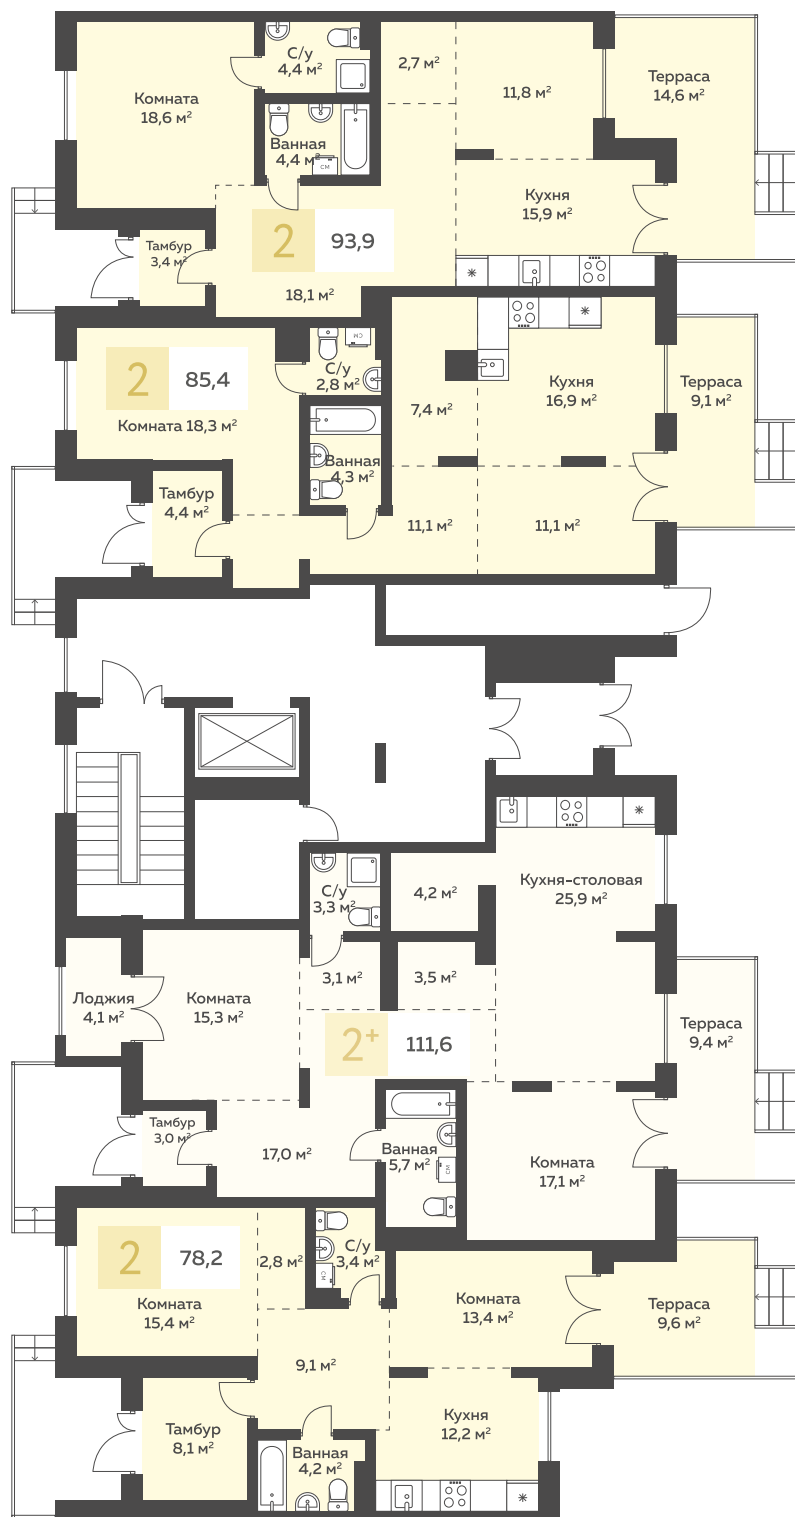 С/у
4,4 м²
2,7 м²
11,8 м²
Терраса
14,6 м²
Комната
18,6 м²
Ванная
4,4 м²
СМ
Кухня
15,9 м²
2
93,9
Тамбур
3,4 м²
18,1 м²
СМ
2
85,4
С/у
2,8 м²
Кухня
16,9 м²
Терраса
9,1 м²
7,4 м²
Комната 18,3 м²
Ванная
4,3 м²
Тамбур
4,4 м²
11,1 м²
11,1 м²
С/у
3,3 м²
4,2 м²
Кухня-столовая
25,9 м²
3,1 м²
3,5 м²
Лоджия
4,1 м²
Комната
15,3 м²
2+
111,6
Терраса
9,4 м²
Тамбур
3,0 м²
17,0 м²
Ванная
5,7 м²
СМ
Комната
17,1 м²
2
78,2
2,8 м²
С/у
3,4 м²
СМ
Комната
15,4 м²
Комната
13,4 м²
Терраса
9,6 м²
9,1 м²
Тамбур
8,1 м²
Ванная
4,2 м²
Кухня
12,2 м²